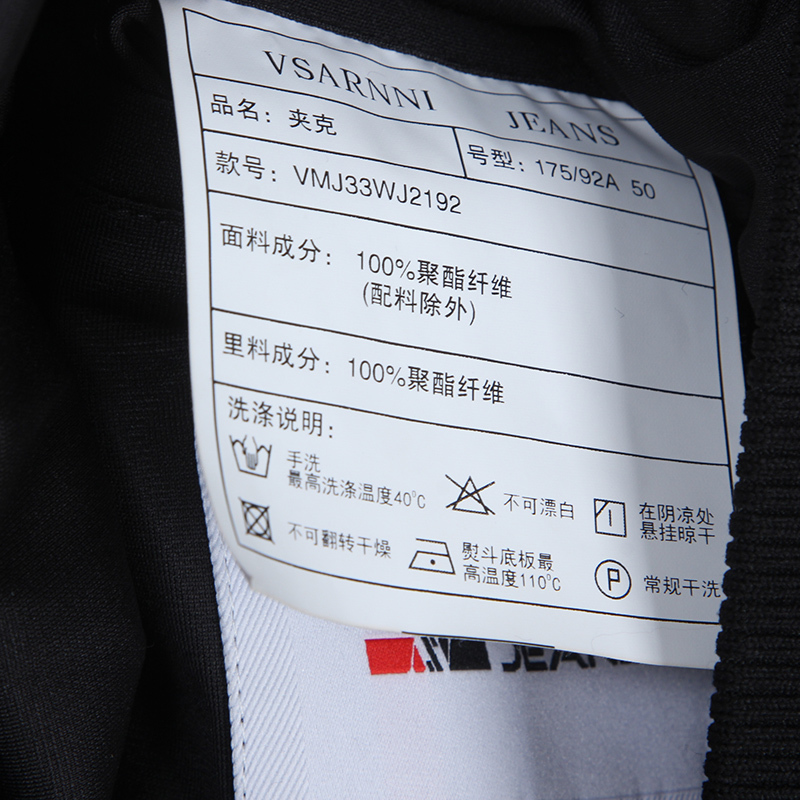 VSARNNI JEANS
品名：夹克
号型：175/92A 50
款号：VMJ33WJ2192
面料成分：100%聚酯纤维
(配料除外)
里料成分：100%聚酯纤维
洗涤说明：
手洗
最高洗涤温度40°C
不可漂白
在阴凉处
悬挂晾干
不可翻转干燥
熨斗底板最
高温度110°C
P
常规干洗